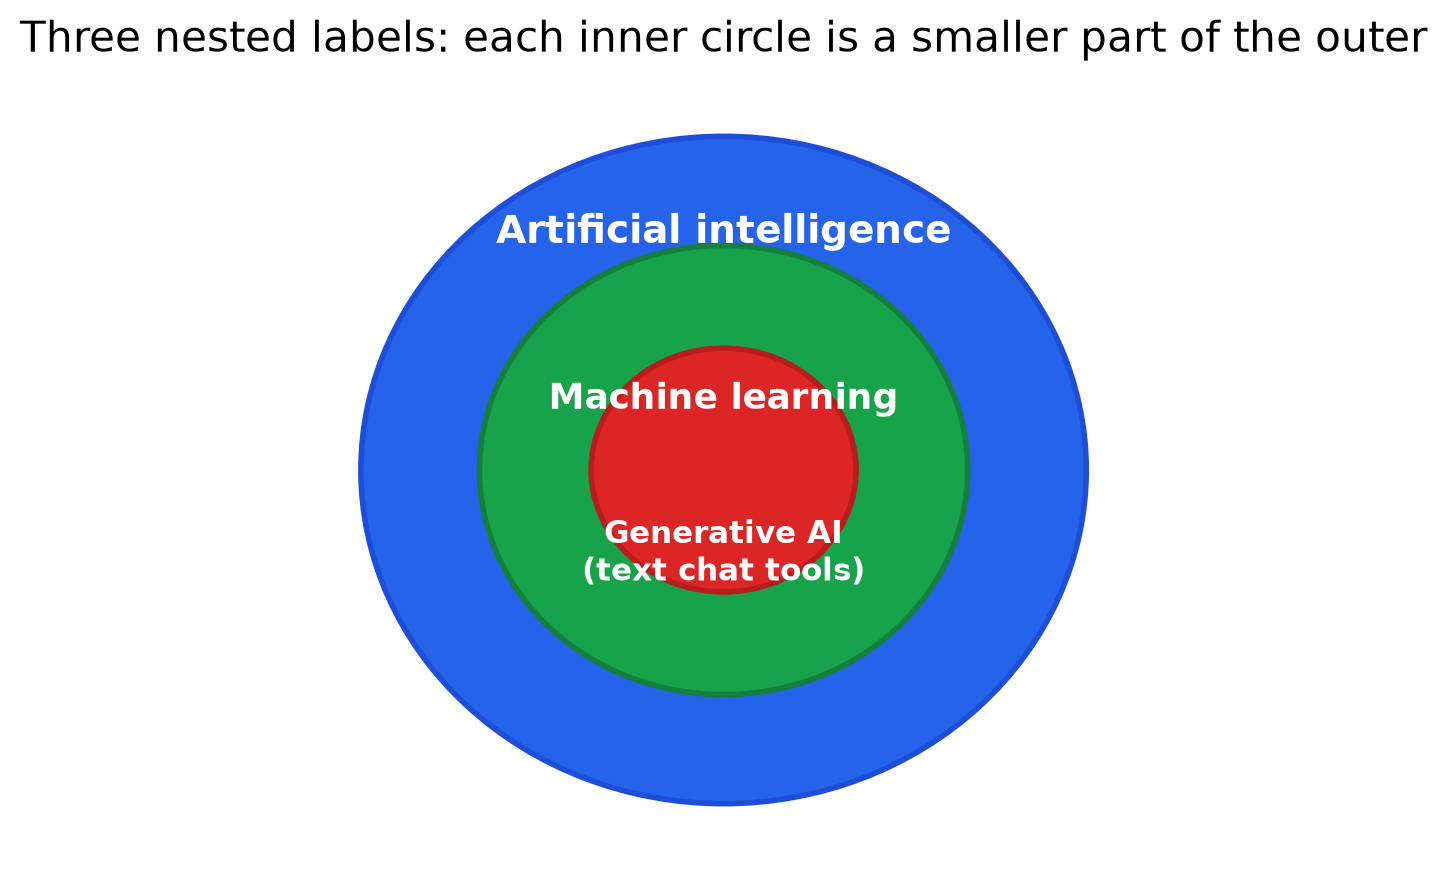 Three nested labels: each inner circle is a smaller part of the outer
Artificial intelligence
Machine learning
Generative AI
(text chat tools)